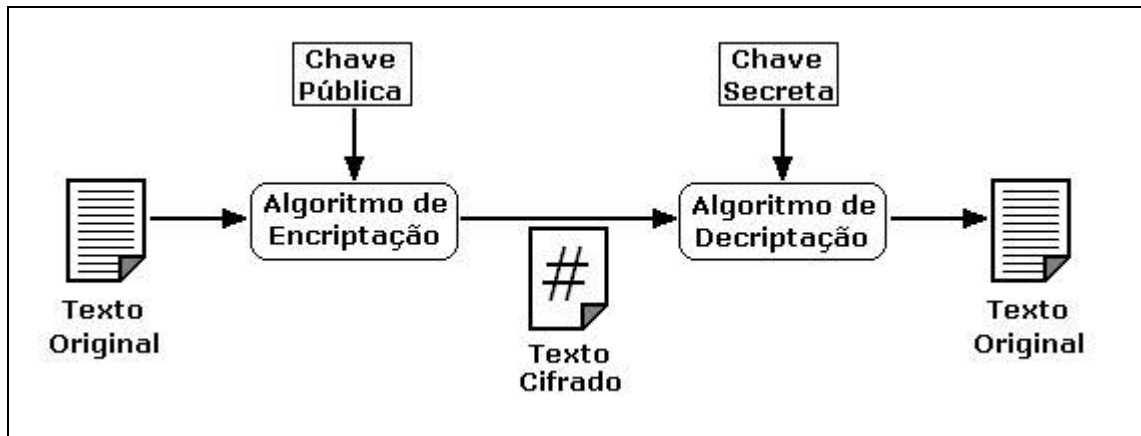 Chave
Pública
Chave
Secreta
Algoritmo de
Encriptação
Algoritmo de
Decriptação
#
Texto
Original
Texto
Cifrado
Texto
Original